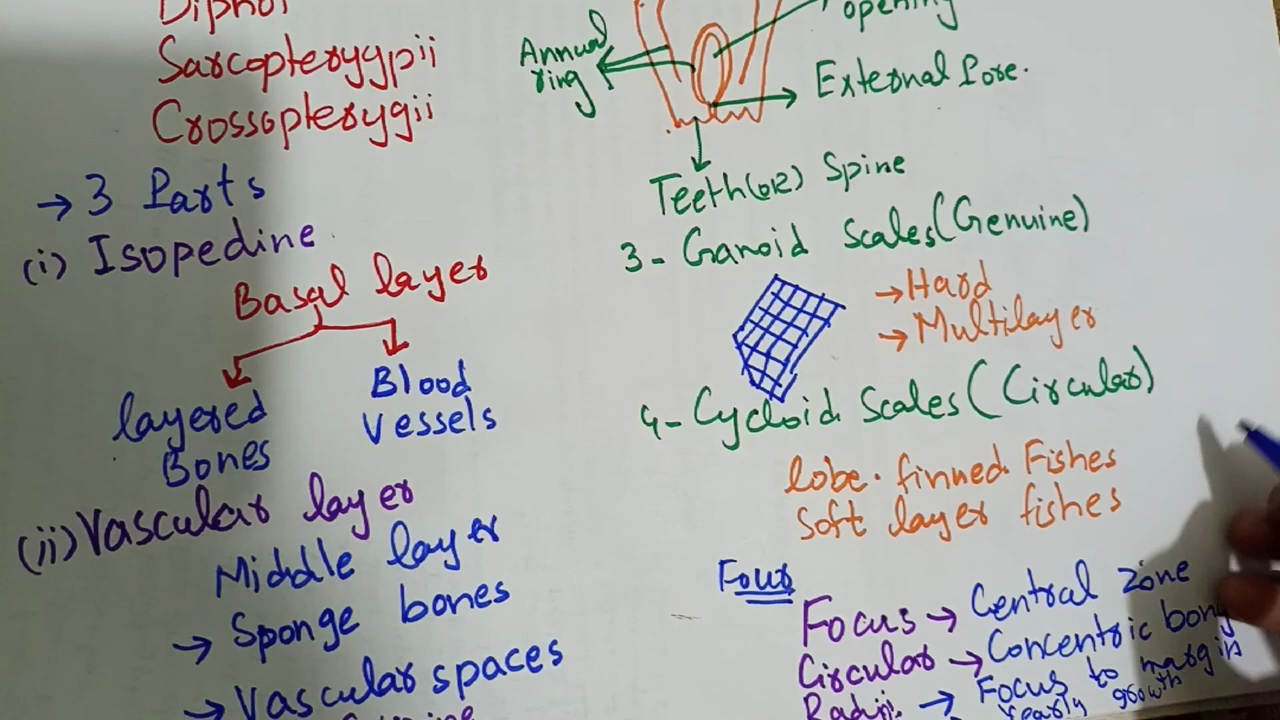 Sarcopterygpii
Crossopterygii
→ 3 Parts
(i) Isopedine
Basal layer
layered
Bones
Blood
Vessels
(ii) Vascular layer
Middle layer
→ Sponge bones
→ Vascular spaces
opening
Annual
ring
External Pore.
Teeth (or) Spine
3- Ganoid Scales (Genuine)
→ Hard
→ Multilayer
4- Cycloid Scales (Circular)
lobe. finned Fishes
Soft layer fishes
Four
Focus → Central Zone
Circular → Concentric bony
Radii → Focus to margin
Yearly growth